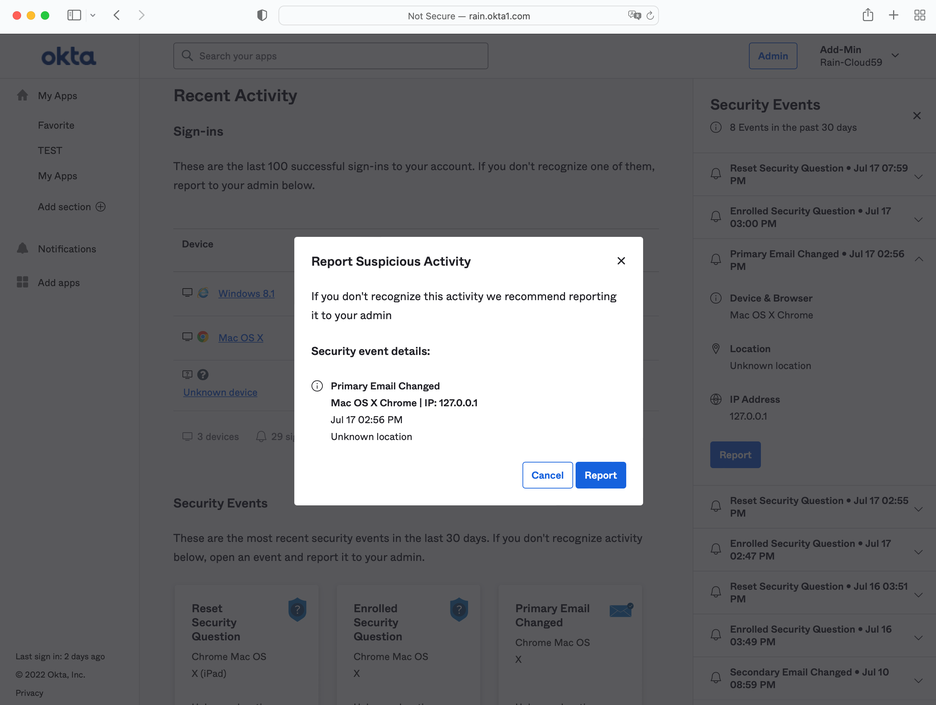 Not Secure — rain.okta1.com
okta
Search your apps
Admin
Add-Min
Rain-Cloud59
My Apps
Favorite
TEST
My Apps
Add section
Notifications
Add apps
Last sign in: 2 days ago
© 2022 Okta, Inc.
Privacy
Recent Activity
Sign-ins
These are the last 100 successful sign-ins to your account. If you don't recognize one of them,
report to your admin below.
Device
Windows 8.1
Mac OS X
Unknown device
3 devices
29
Report Suspicious Activity
If you don't recognize this activity we recommend reporting
it to your admin
Security event details:
Primary Email Changed
Mac OS X Chrome | IP: 127.0.0.1
Jul 17 02:56 PM
Unknown location
Cancel
Report
Security Events
These are the most recent security events in the last 30 days. If you don't recognize activity
below, open an event and report it to your admin.
Reset
Security
Question
Chrome Mac OS
X (iPad)
Enrolled
Security
Question
Chrome Mac OS
X
Primary Email
Changed
Chrome Mac OS
X
Security Events
8 Events in the past 30 days
Reset Security Question • Jul 17 07:59
PM
Enrolled Security Question • Jul 17
03:00 PM
Primary Email Changed • Jul 17 02:56
PM
Device & Browser
Mac OS X Chrome
Location
Unknown location
IP Address
127.0.0.1
Report
Reset Security Question • Jul 17 02:55
PM
Enrolled Security Question • Jul 17
02:47 PM
Reset Security Question • Jul 16 03:51
PM
Enrolled Security Question • Jul 16
03:49 PM
Secondary Email Changed • Jul 10
08:59 PM